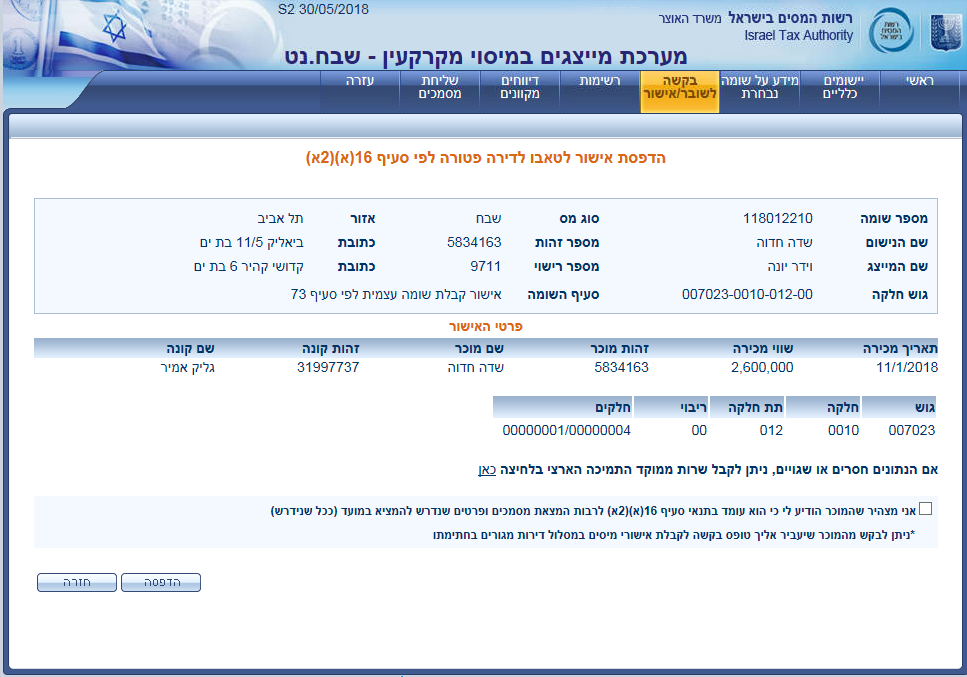 S2 30/05/2018
רשות המסים בישראל משרד האוצר
Israel Tax Authority
רשות המסים בישראל
מערכת מייצגים במיסוי מקרקעין - שבח.נט
ראשי
יישומים כלליים
מידע על שומה נבחרת
בקשה לשובר/אישור
רשימות
דיווחים מקוונים
שליחת מסמכים
עזרה
הדפסת אישור לטאבו לדירה פטורה לפי סעיף 16(א)(2א)
מספר שומה 118012210 סוג מס שבח אזור תל אביב
שם הנישום שדה חדוה מספר זהות 5834163 כתובת ביאליק 11/5 בת ים
שם המייצג וידר יונה מספר רישוי 9711 כתובת קדושי קהיר 6 בת ים
גוש חלקה 007023-0010-012-00 סעיף השומה אישור קבלת שומה עצמית לפי סעיף 73
פרטי האישור
תאריך מכירה שווי מכירה זהות מוכר שם מוכר זהות קונה שם קונה
11/1/2018 2,600,000 5834163 שדה חדוה 31997737 גליק אמיר
גוש חלקה תת חלקה ריבוי חלקים
007023 0010 012 00 00000001/00000004
אם הנתונים חסרים או שגויים, ניתן לקבל שרות ממוקד התמיכה הארצי בלחיצה כאן
אני מצהיר שהמוכר הודיע לי כי הוא עומד בתנאי סעיף 16(א)(2א) לרבות המצאת מסמכים ופרטים שנדרש להמציא במועד (ככל שנידרש)
*ניתן לבקש מהמוכר שיעביר אליך טופס בקשה לקבלת אישורי מיסים במסלול דירות מגורים בחתימתו
הדפסה
חזרה